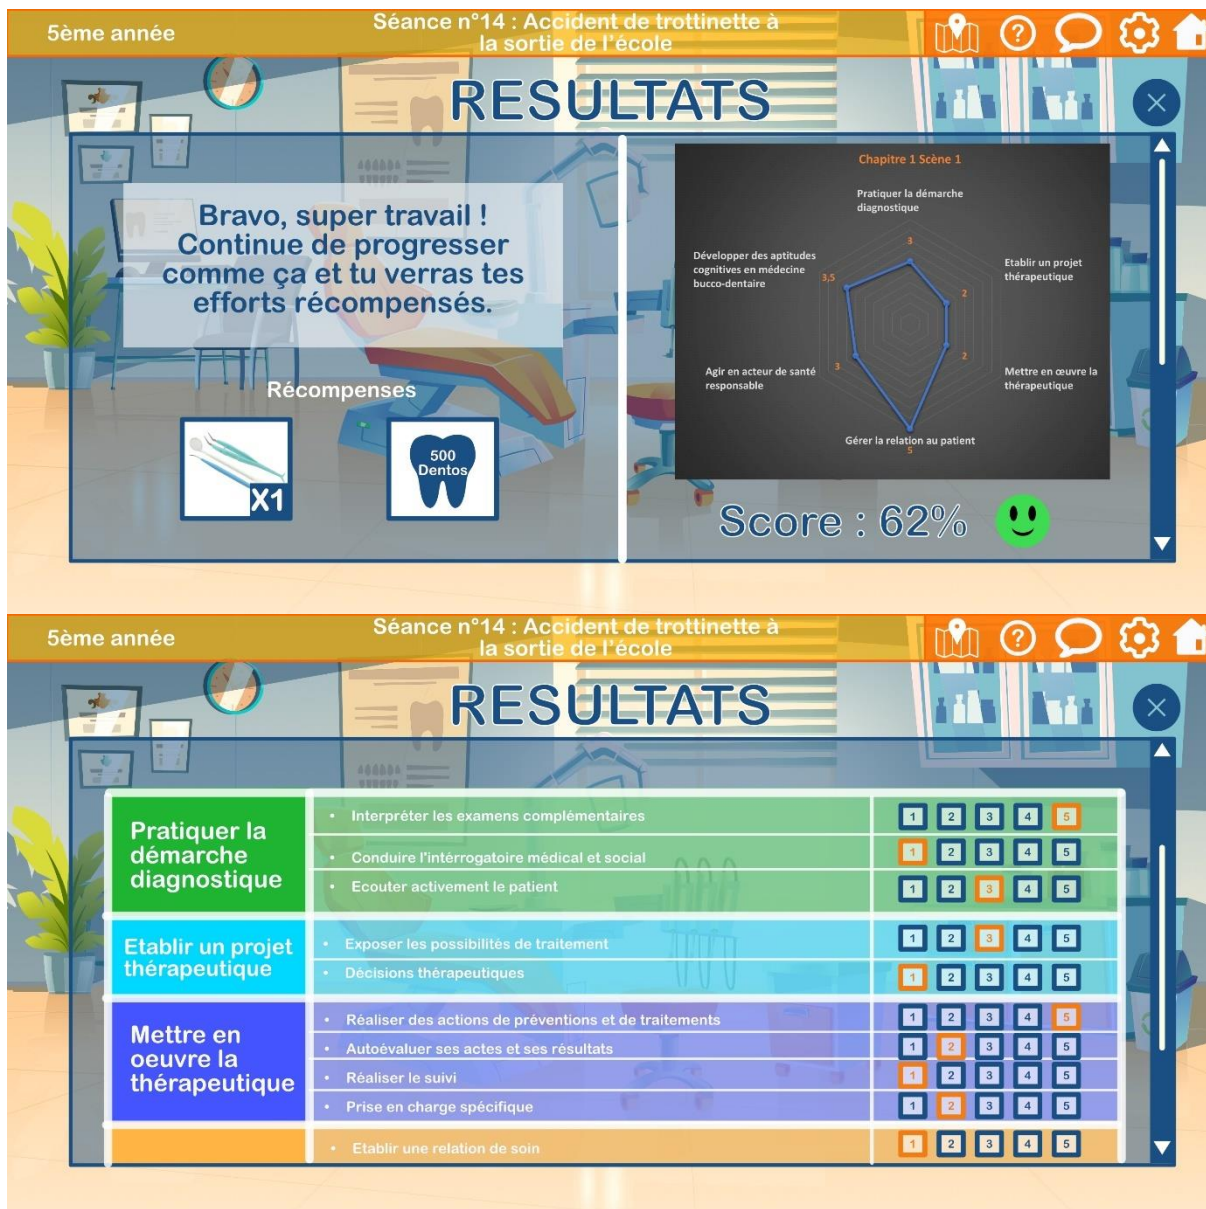 5ème année
Séance n°14 : Accident de trottinette à
la sortie de l'école
?
RESULTATS
Bravo, super travail !
Continue de progresser
comme ça et tu verras tes
efforts récompensés.
Récompenses
X1
500
Dentos
Chapitre 1 Scène 1
Pratiquer la démarche
diagnostique
3
Etablir un projet
thérapeutique
2
Mettre en œuvre la
thérapeutique
2
Gérer la relation au patient
5
Agir en acteur de santé
responsable
3
Développer des aptitudes
cognitives en médecine
bucco-dentaire
3,5
Score : 62%
5ème année
Séance n°14 : Accident de trottinette à
la sortie de l'école
?
RESULTATS
Pratiquer la
démarche
diagnostique
• Interpréter les examens complémentaires
1 2 3 4 5
• Conduire l'intérrogatoire médical et social
1 2 3 4 5
• Ecouter activement le patient
1 2 3 4 5
Etablir un projet
thérapeutique
• Exposer les possibilités de traitement
1 2 3 4 5
• Décisions thérapeutiques
1 2 3 4 5
Mettre en
oeuvre la
thérapeutique
• Réaliser des actions de préventions et de traitements
1 2 3 4 5
• Autoévaluer ses actes et ses résultats
1 2 3 4 5
• Réaliser le suivi
1 2 3 4 5
• Prise en charge spécifique
1 2 3 4 5
• Etablir une relation de soin
1 2 3 4 5